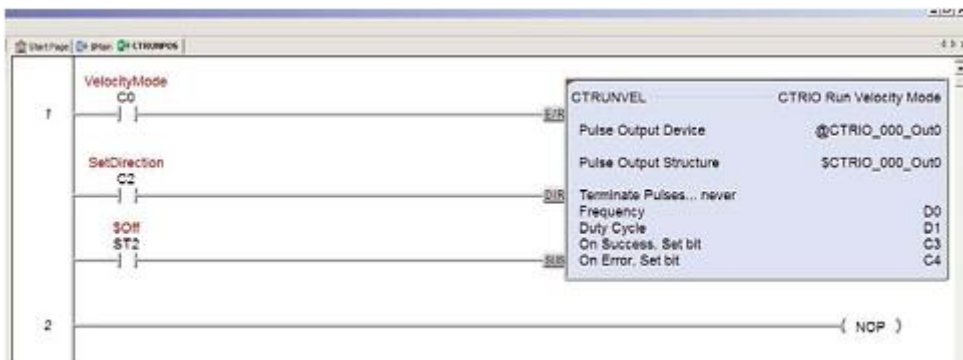 Start Page $Main CTRUNPOS
1
VelocityMode
C0
E/R
SetDirection
C2
DIR
$Off
ST2
SUS
CTRUNVEL CTRIO Run Velocity Mode
Pulse Output Device @CTRIO_000_Out0
Pulse Output Structure $CTRIO_000_Out0
Terminate Pulses... never
Frequency D0
Duty Cycle D1
On Success, Set bit C3
On Error, Set bit C4
2
( NOP )